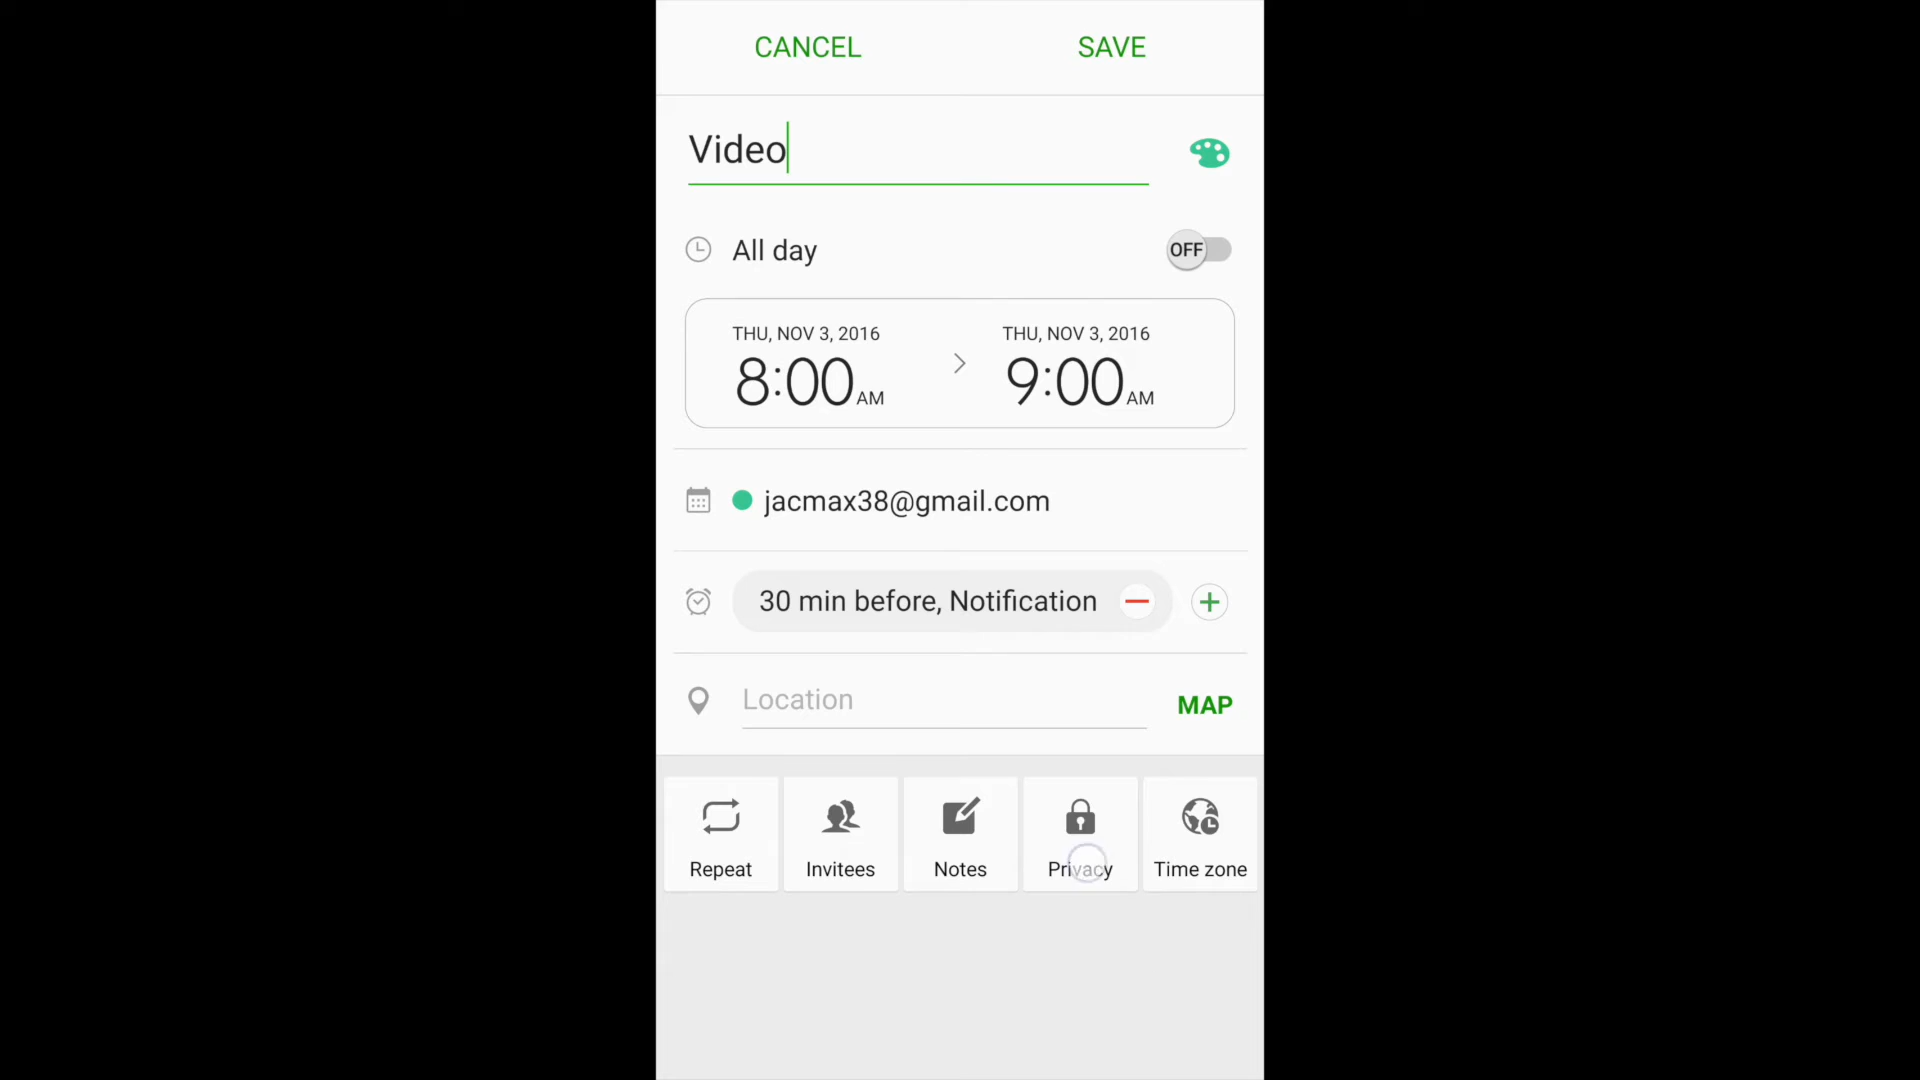 CANCEL SAVE
Video
All day OFF
THU, NOV 3, 2016 THU, NOV 3, 2016
8:00 AM 9:00 AM
jacmax38@gmail.com
30 min before, Notification
Location MAP
Repeat Invitees Notes Privacy Time zone